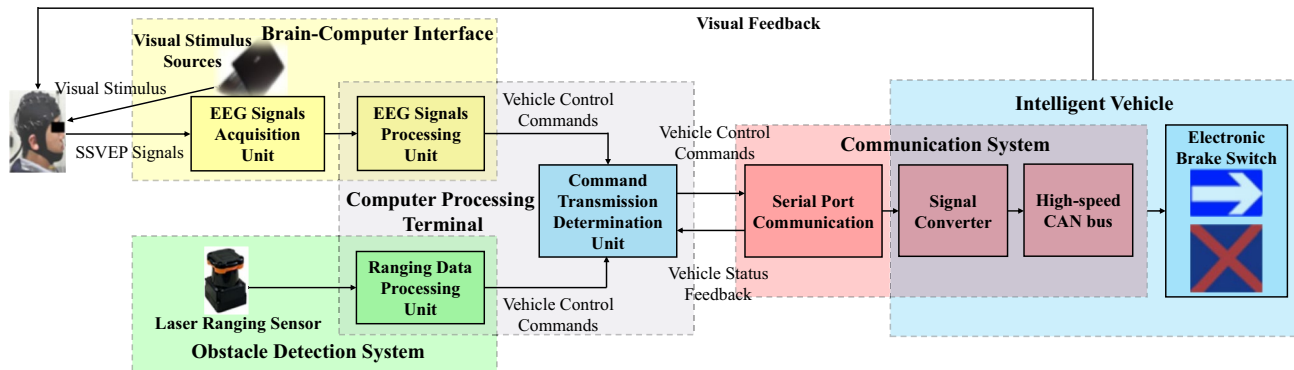 Visual Feedback
Brain-Computer Interface
Visual Stimulus
Sources
Visual Stimulus
SSVEP Signals
EEG Signals
Acquisition
Unit
EEG Signals
Processing
Unit
Vehicle Control
Commands
Computer Processing
Terminal
Command
Transmission
Determination
Unit
Laser Ranging Sensor
Ranging Data
Processing
Unit
Vehicle Control
Commands
Obstacle Detection System
Vehicle Control
Commands
Vehicle Status
Feedback
Communication System
Serial Port
Communication
Signal
Converter
High-speed
CAN bus
Intelligent Vehicle
Electronic
Brake Switch